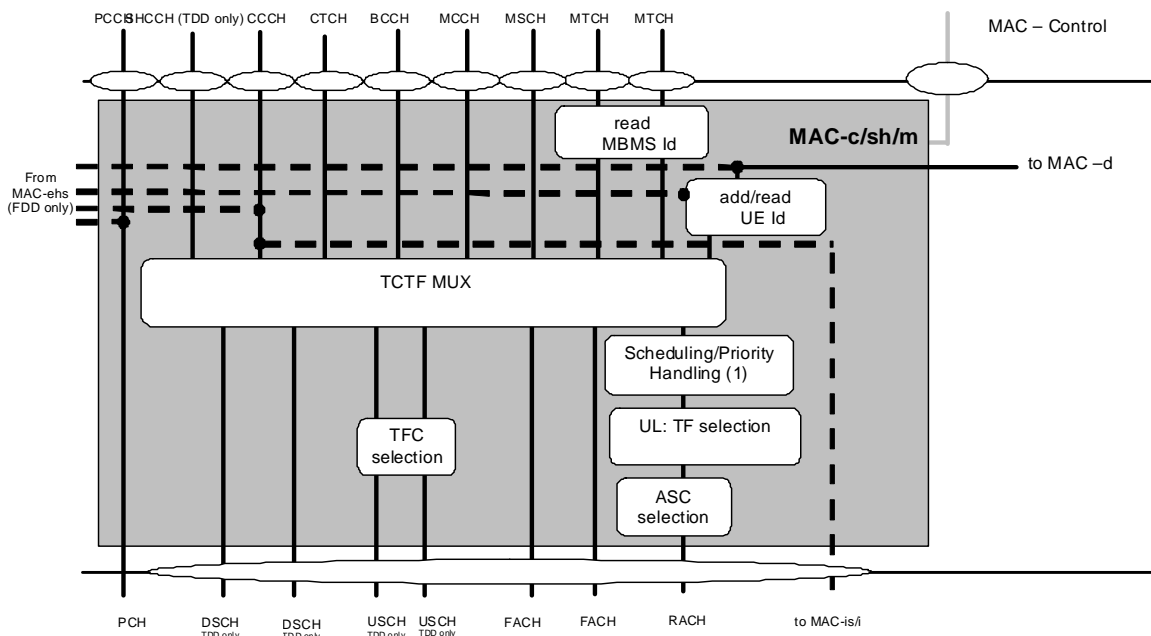 PCCH SHCCH (TDD only) CCCH CTCH BCCH MCCH MSCH MTCH MTCH
MAC – Control
read
MBMS Id
MAC-c/sh/m
From
MAC-ehs
(FDD only)
to MAC –d
add/read
UE Id
TCTF MUX
Scheduling/Priority
Handling (1)
UL: TF selection
TFC
selection
ASC
selection
PCH DSCH DSCH USCH USCH FACH FACH RACH to MAC-is/i
TDD only TDD only TDD only TDD only